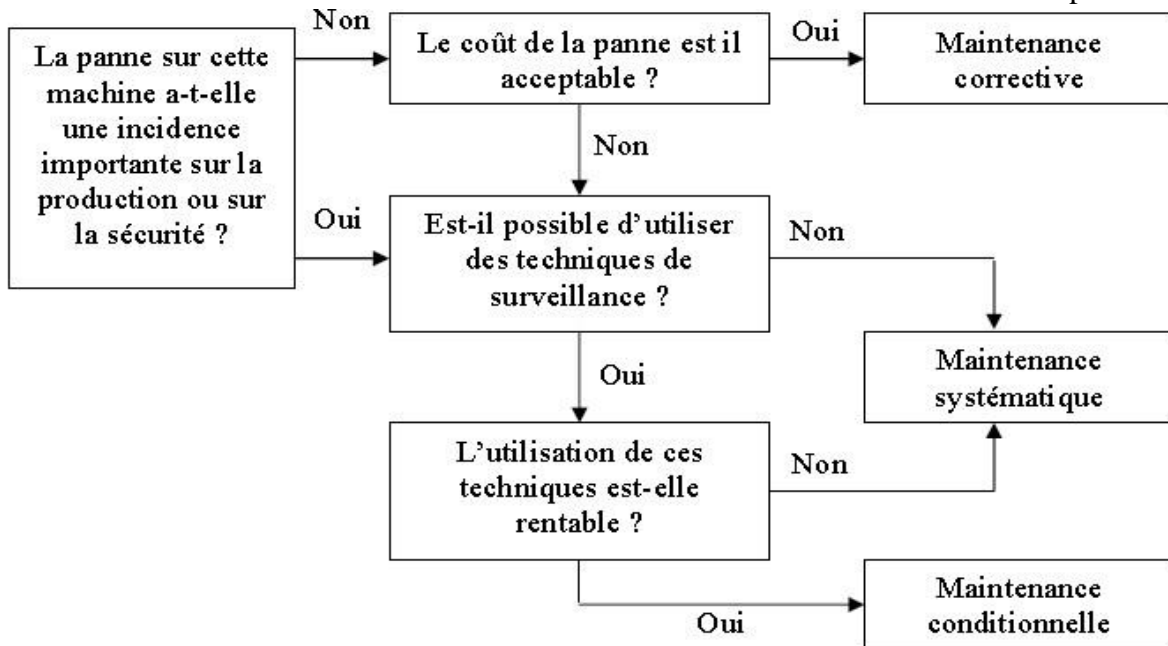 Non
Le coût de la panne est il
acceptable ?
Oui
Maintenance
corrective
La panne sur cette
machine a-t-elle
une incidence
importante sur la
production ou sur
la sécurité ?
Non
Oui
Est-il possible d’utiliser
des techniques de
surveillance ?
Non
Oui
Maintenance
systématique
L’utilisation de ces
techniques est-elle
rentable ?
Non
Oui
Maintenance
conditionnelle